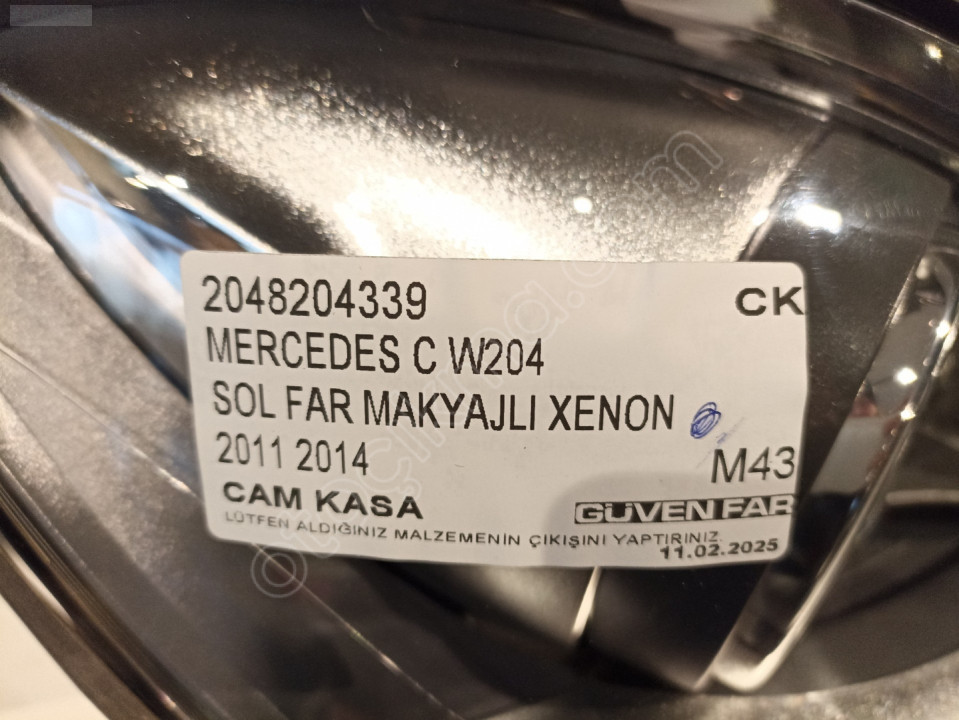 2048204339 CK
MERCEDES C W204
SOL FAR MAKYAJLI XENON
2011 2014 M43
CAM KASA GÜVEN FAR
LÜTFEN ALDIĞINIZ MALZEMENİN ÇIKIŞINI YAPTIRINIZ.
11.02.2025